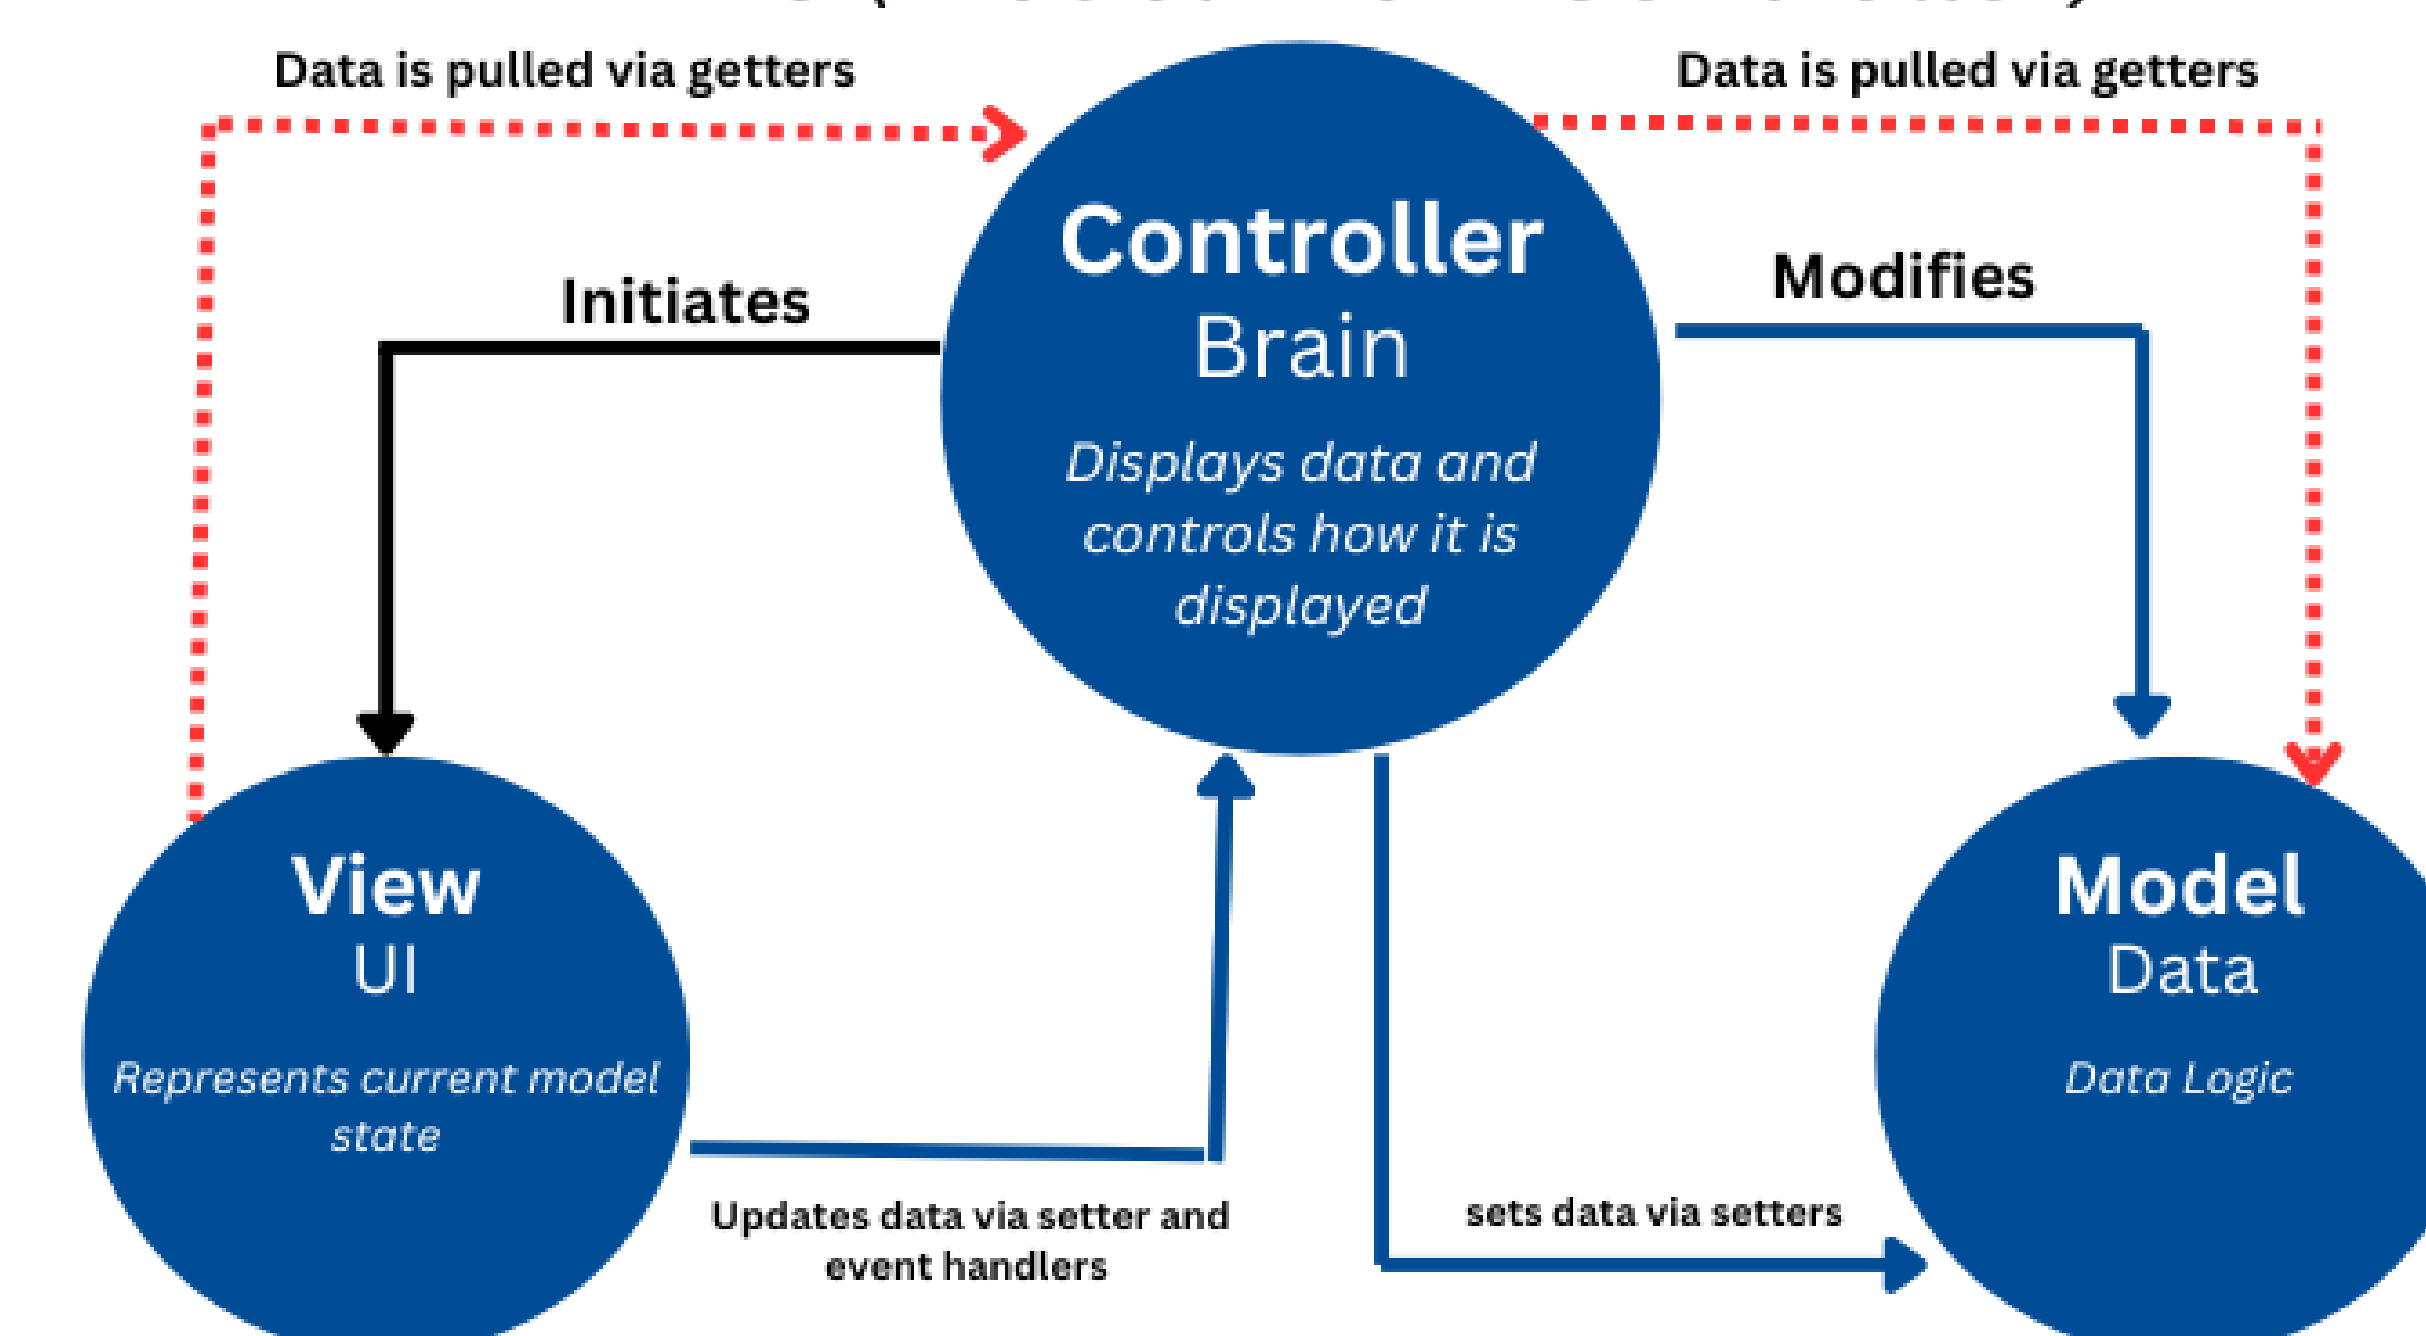 Data is pulled via getters
Data is pulled via getters
Controller
Brain
Displays data and
controls how it is
displayed
Initiates
Modifies
View
UI
Represents current model
state
Model
Data
Data Logic
Updates data via setter and
event handlers
sets data via setters